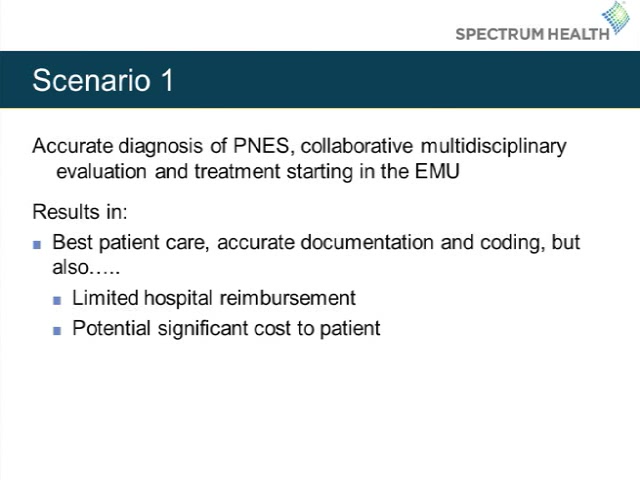 SPECTRUM HEALTH
Scenario 1
Accurate diagnosis of PNES, collaborative multidisciplinary
evaluation and treatment starting in the EMU
Results in:
Best patient care, accurate documentation and coding, but
also…..
Limited hospital reimbursement
Potential significant cost to patient